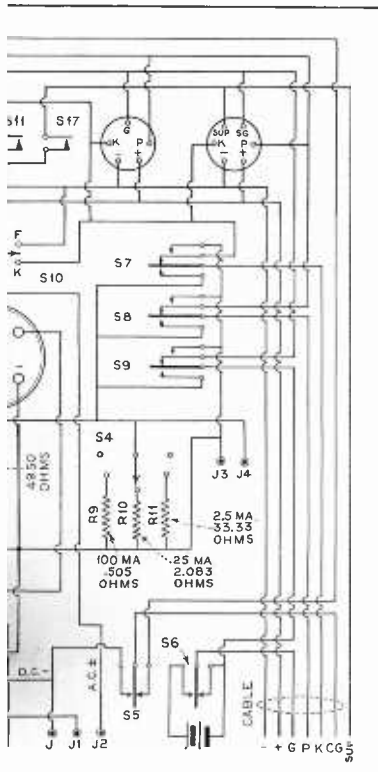 S11
S17
G
K
P
-
+
SUP
SG
K
P
-
+
F
K
S10
S7
S8
S9
S4
J3
J4
4950
OHMS
R9
R10
R11
2.5 MA
33.33
OHMS
100 MA
.505
OHMS
25 MA
2.083
OHMS
S6
D.C.-
A.C.±
S5
CABLE
J
J1
J2
- + G P K CG SUP